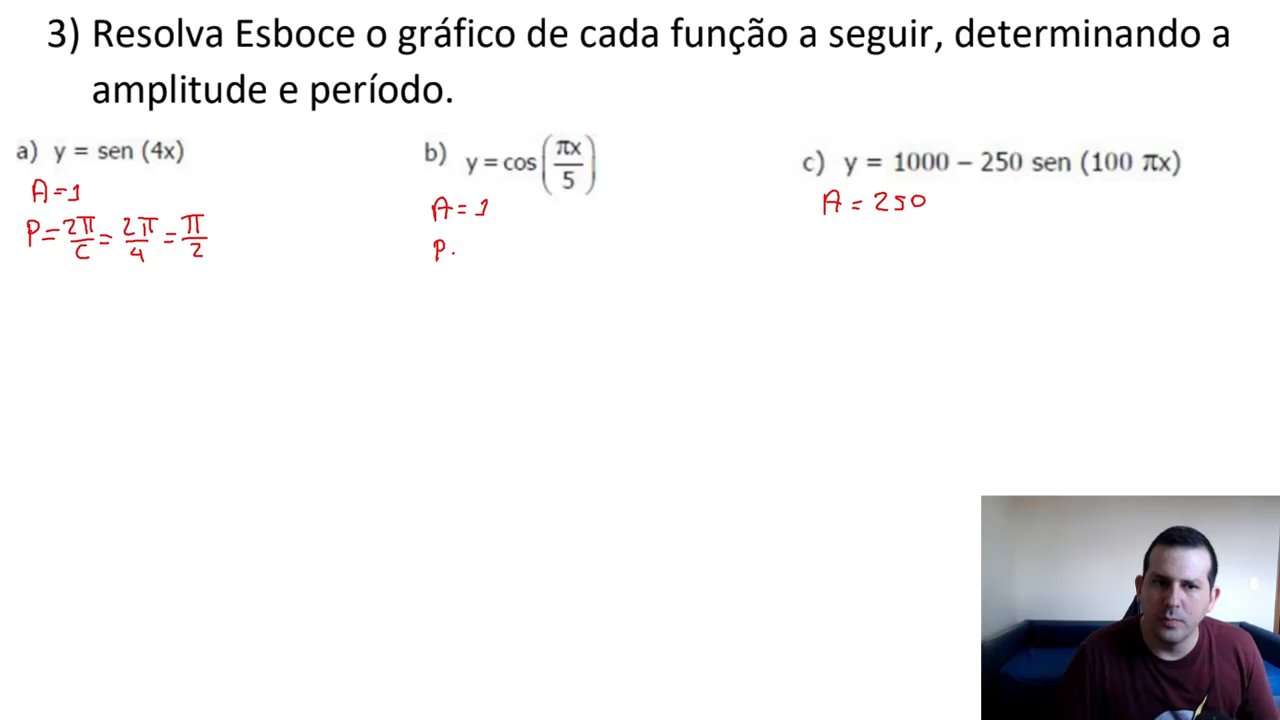 3) Resolva Esboce o gráfico de cada função a seguir, determinando a
amplitude e período.
a) y = sen (4x)
A = 1
P = 2π/c = 2π/4 = π/2
b) y = cos (πx/5)
A = 1
P.
c) y = 1000 – 250 sen (100 πx)
A = 250